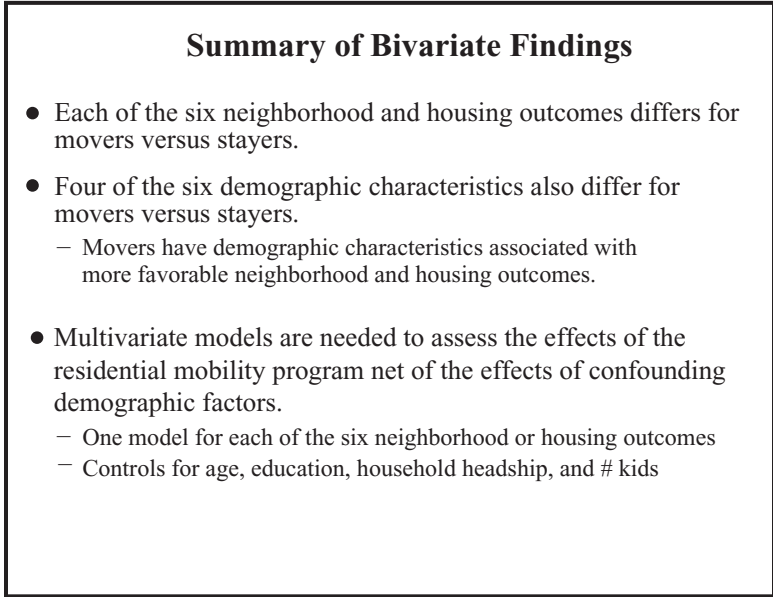 Summary of Bivariate Findings
● Each of the six neighborhood and housing outcomes differs for
movers versus stayers.
● Four of the six demographic characteristics also differ for
movers versus stayers.
– Movers have demographic characteristics associated with
more favorable neighborhood and housing outcomes.
● Multivariate models are needed to assess the effects of the
residential mobility program net of the effects of confounding
demographic factors.
– One model for each of the six neighborhood or housing outcomes
– Controls for age, education, household headship, and # kids